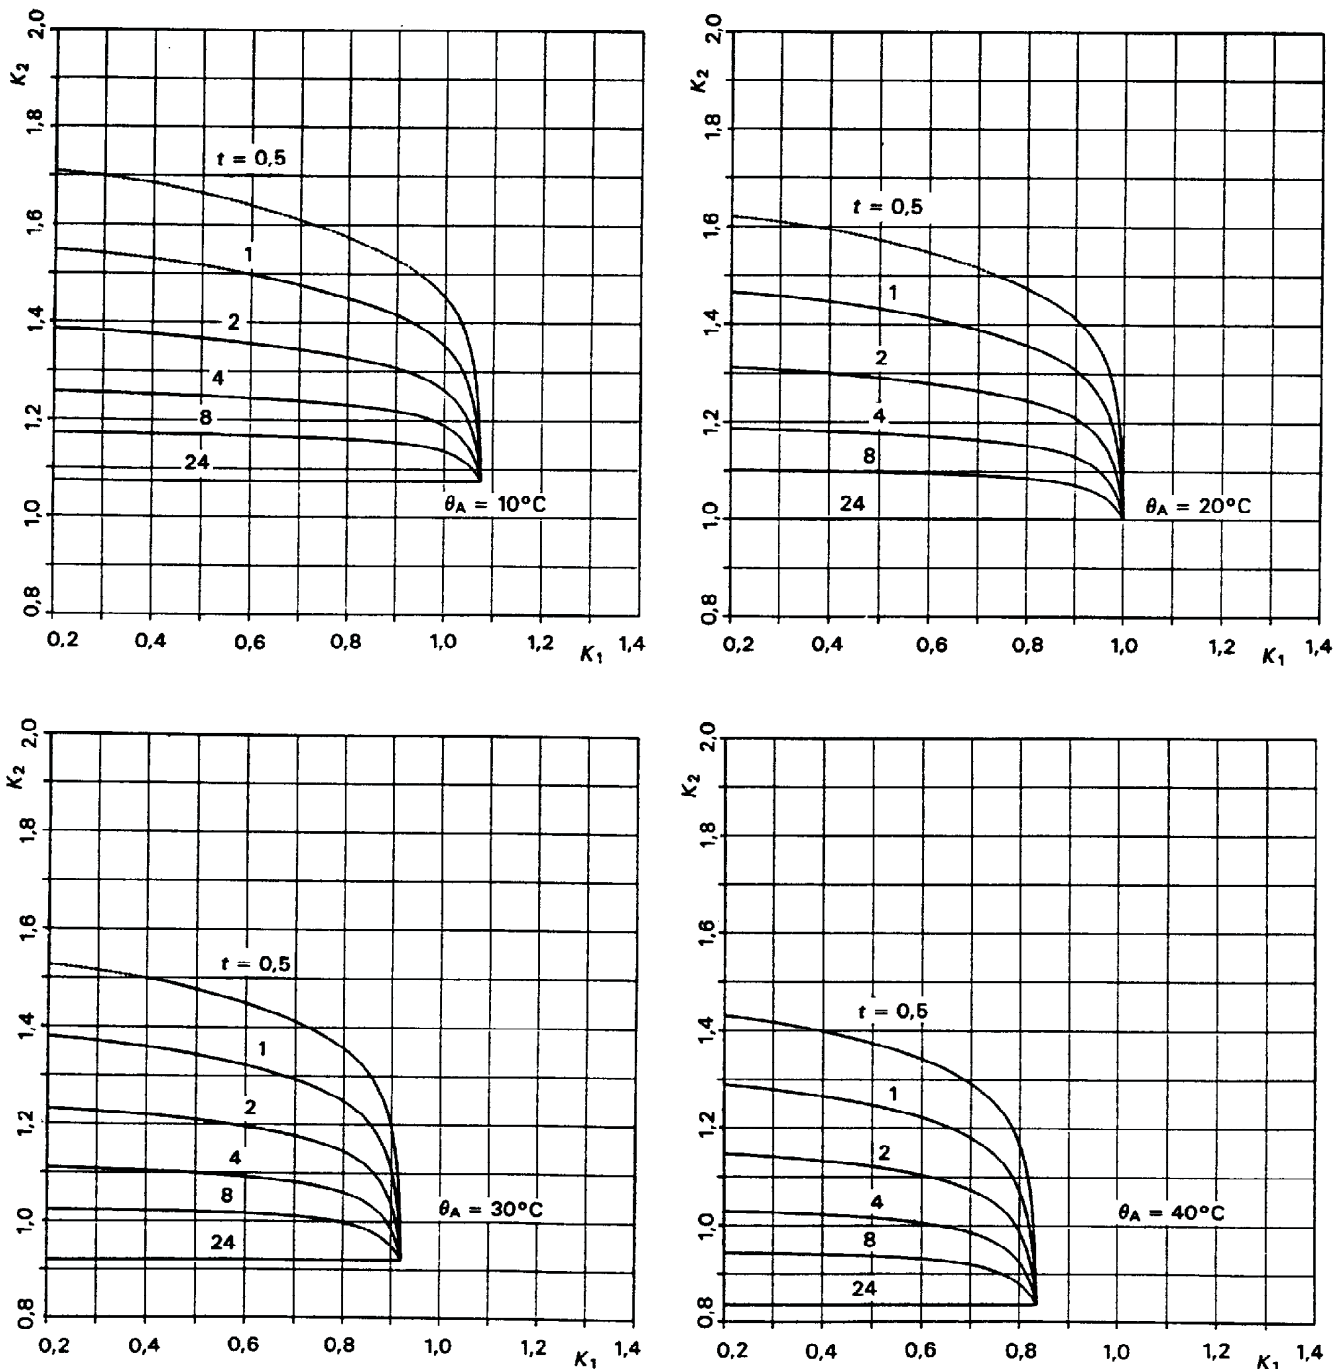 K2
2,0
1,8
1,6
1,4
1,2
1,0
0,8
t = 0,5
1
2
4
8
24
θA = 10°C
0,2 0,4 0,6 0,8 1,0 1,2 1,4
K1
K2
2,0
1,8
1,6
1,4
1,2
1,0
0,8
t = 0,5
1
2
4
8
24
θA = 20°C
0,2 0,4 0,6 0,8 1,0 1,2 1,4
K1
K2
2,0
1,8
1,6
1,4
1,2
1,0
0,8
t = 0,5
1
2
4
8
24
θA = 30°C
0,2 0,4 0,6 0,8 1,0 1,2 1,4
K1
K2
2,0
1,8
1,6
1,4
1,2
1,0
0,8
t = 0,5
1
2
4
8
24
θA = 40°C
0,2 0,4 0,6 0,8 1,0 1,2 1,4
K1